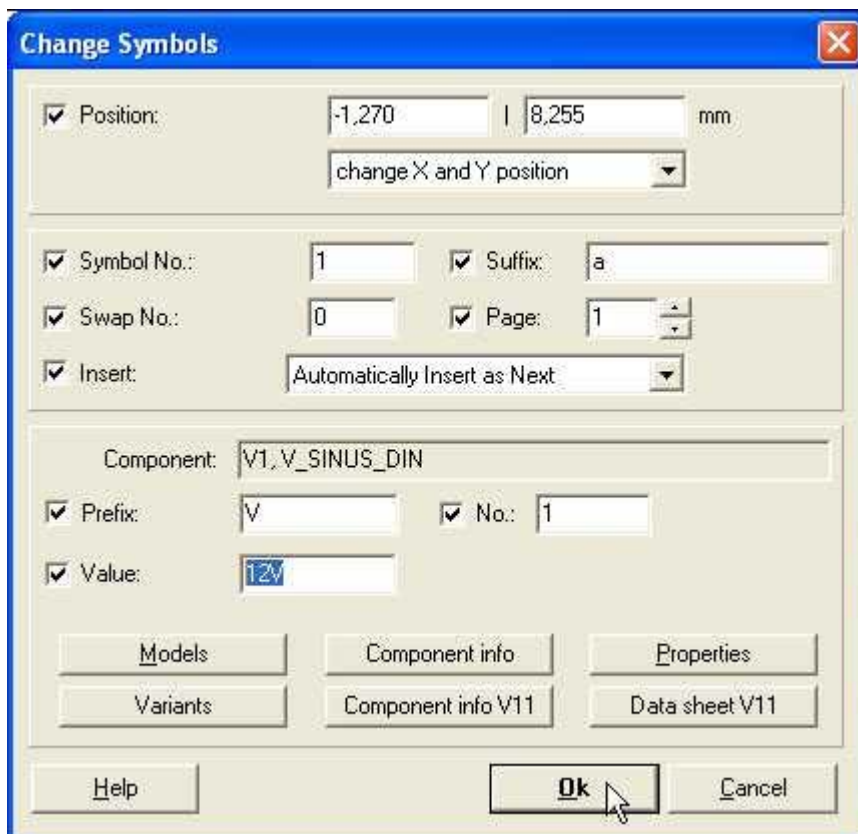 Change Symbols
Position: -1,270 | 8,255 mm
change X and Y position
Symbol No.: 1 Suffix: a
Swap No.: 0 Page: 1
Insert: Automatically Insert as Next
Component: V1, V_SINUS_DIN
Prefix: V No.: 1
Value: 12V
Models Component info Properties
Variants Component info V11 Data sheet V11
Help Ok Cancel